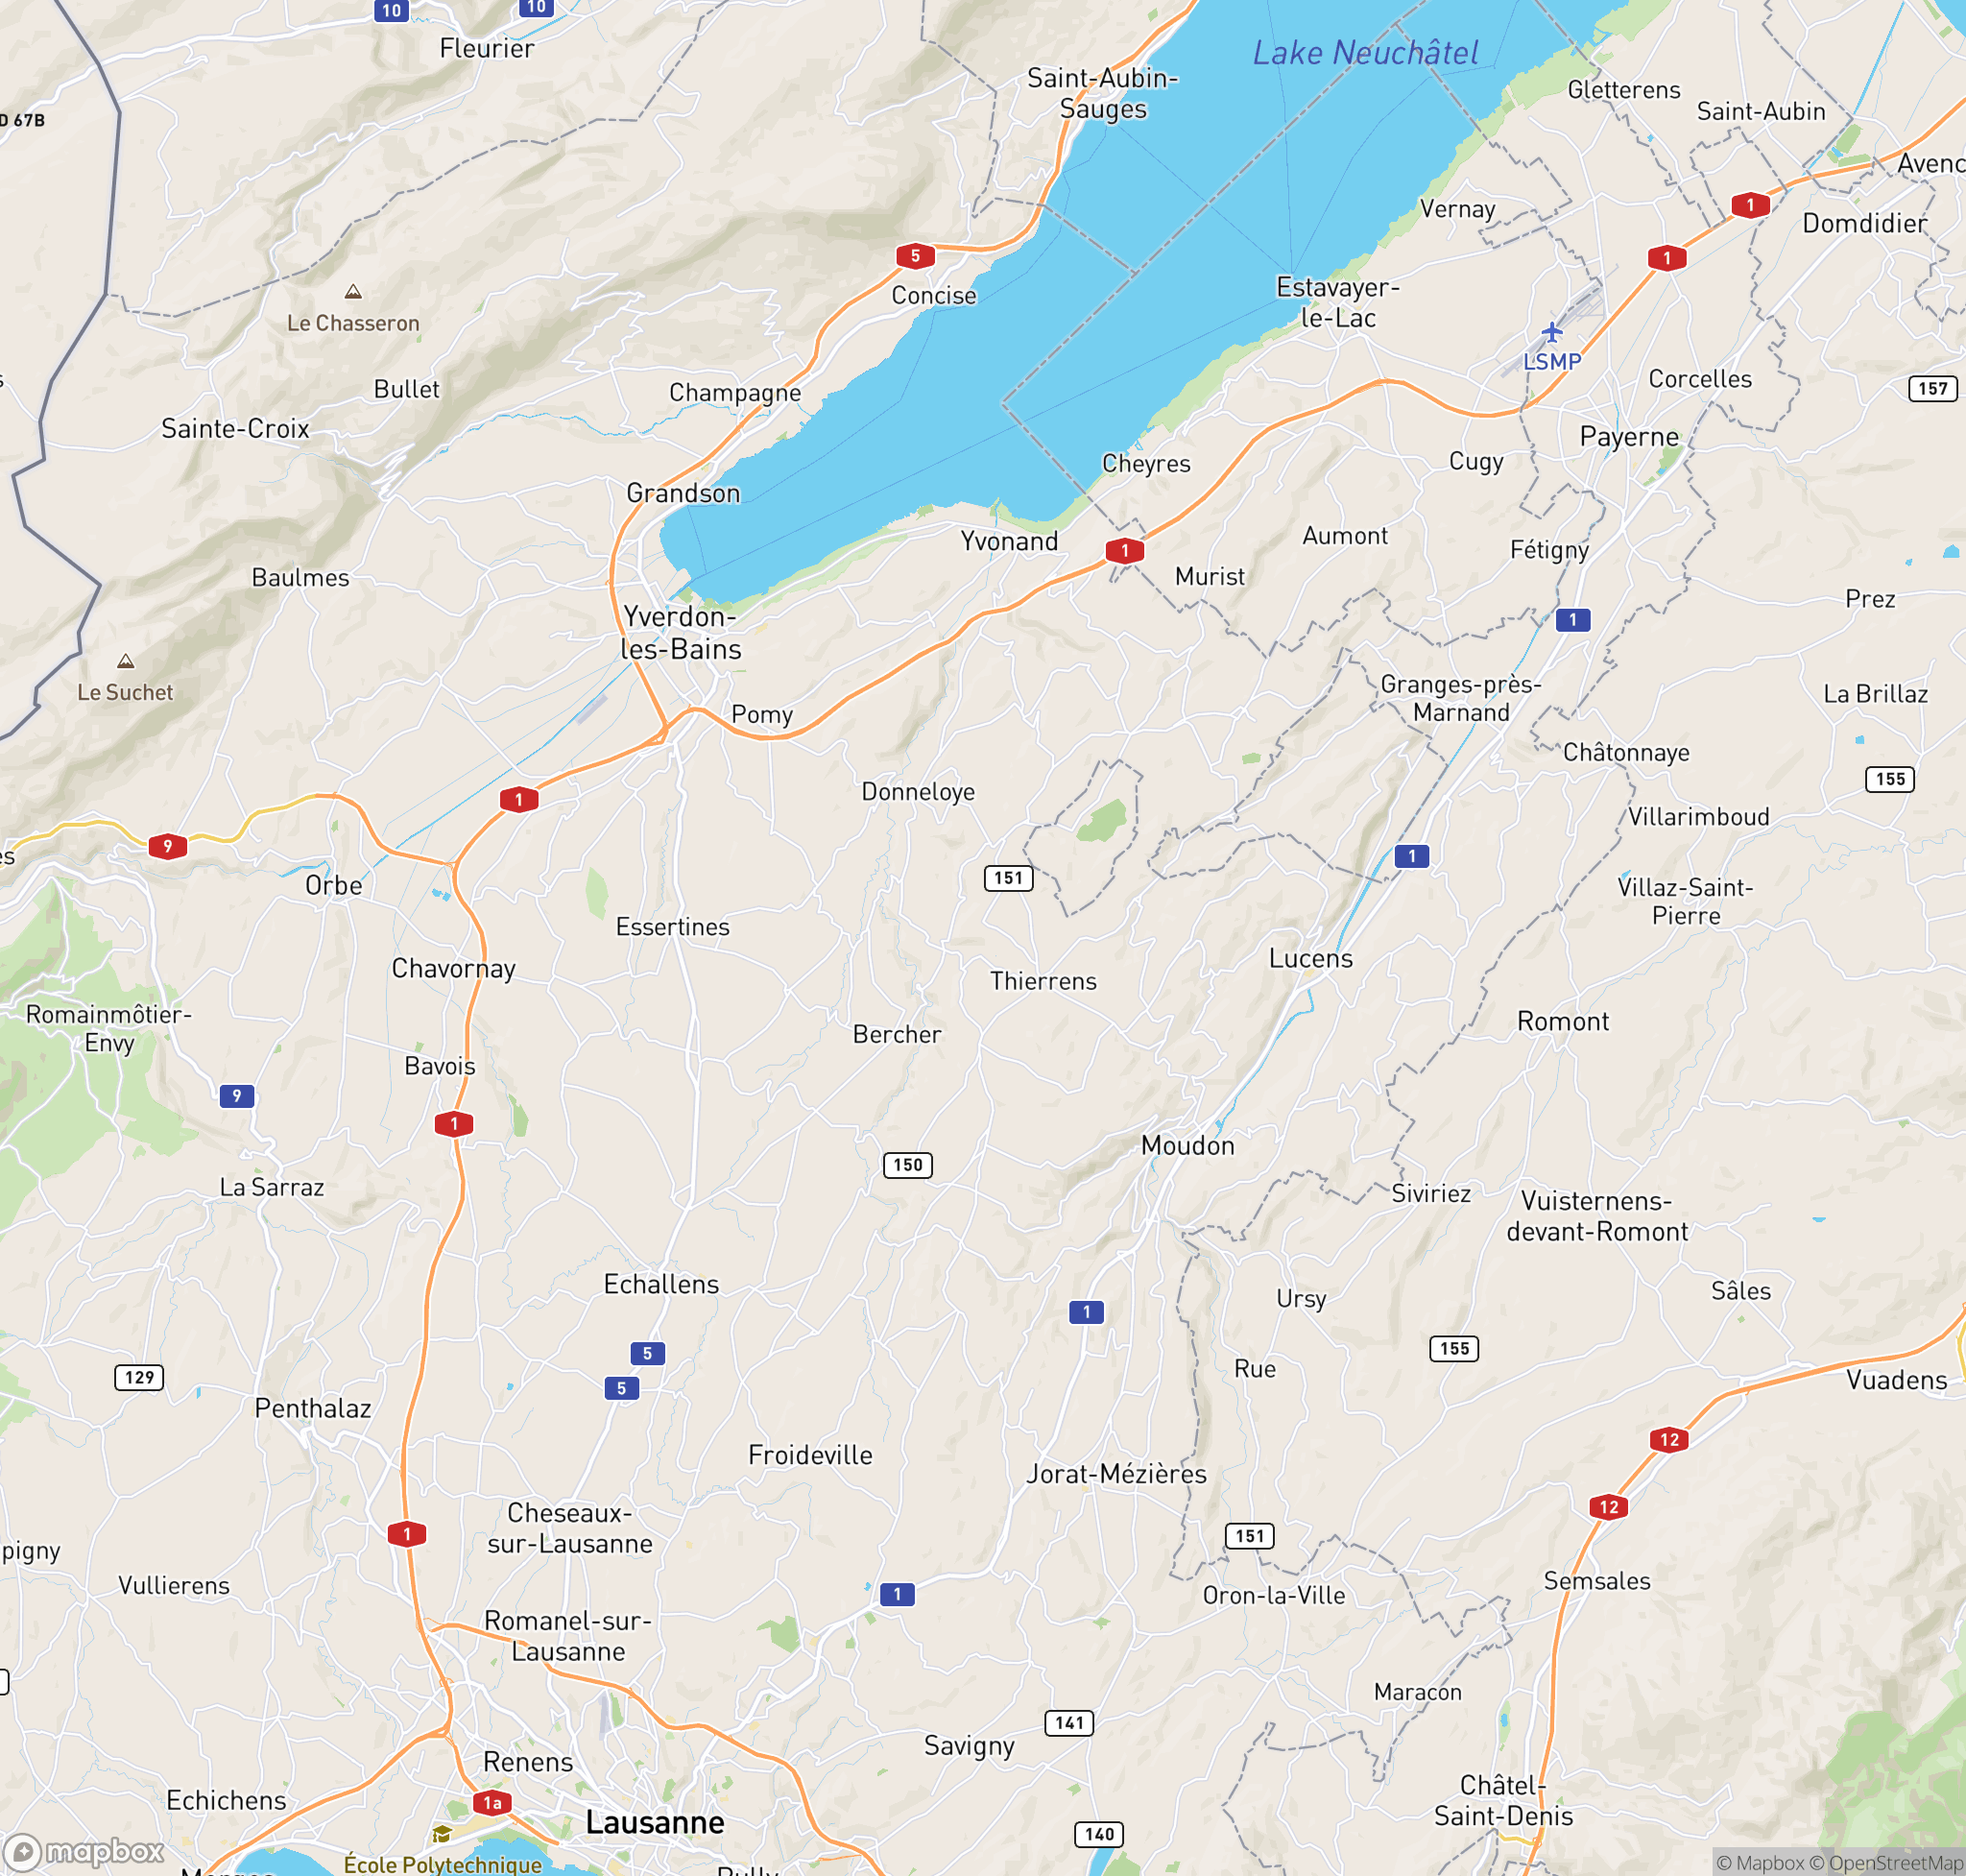 10
10
Fleurier
Lake Neuchâtel
Saint-Aubin-
Sauges
Gletterens
Saint-Aubin
D 67B
Avenc
Vernay
1
Domdidier
5
1
Concise
Estavayer-
le-Lac
Le Chasseron
LSMP
Corcelles
157
Bullet
Champagne
Sainte-Croix
Payerne
Cugy
Cheyres
Grandson
Aumont
Yvonand
1
Fétigny
Baulmes
Murist
Prez
Yverdon-
les-Bains
1
Le Suchet
Granges-près-
Marnand
La Brillaz
Pomy
Châtonnaye
155
Donneloye
1
Villarimboud
9
es
1
151
Orbe
Villaz-Saint-
Pierre
Essertines
Lucens
Chavornay
Thierrens
Romainmôtier-
Envy
Romont
Bercher
Bavois
9
1
Moudon
150
La Sarraz
Siviriez
Vuisternens-
devant-Romont
Echallens
Sâles
Ursy
1
5
155
Rue
129
5
Vuadens
Penthalaz
12
Froideville
Jorat-Mézières
12
Cheseaux-
sur-Lausanne
1
151
pigny
Vullierens
Semsales
1
Oron-la-Ville
Romanel-sur-
Lausanne
Maracon
141
Savigny
Renens
Châtel-
Saint-Denis
Echichens
1a
Lausanne
140
mapbox
École Polytechnique
© Mapbox © OpenStreetMap